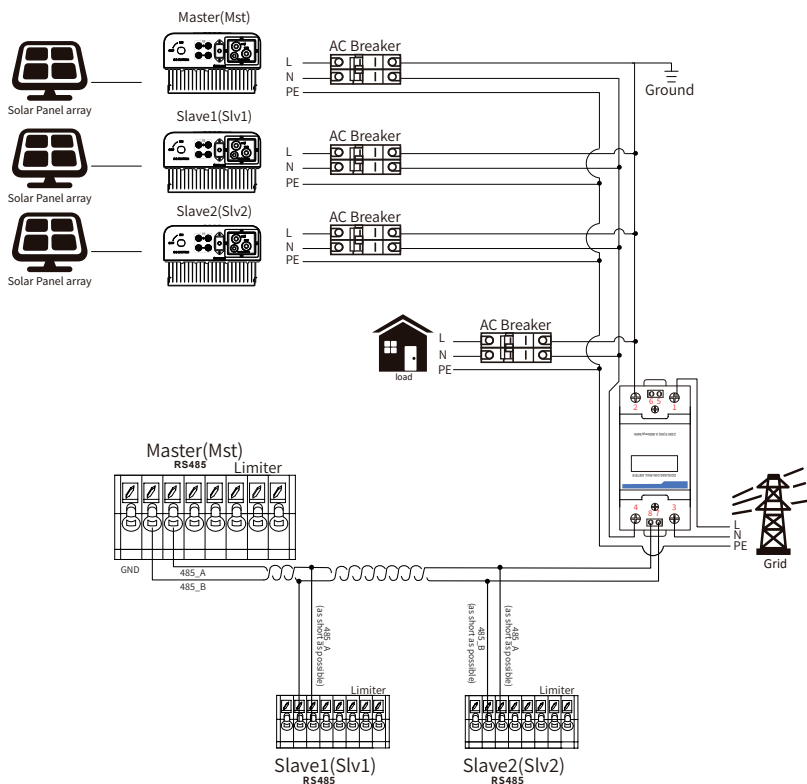 Master(Mst)
AC Breaker
L
N
PE
Solar Panel array
Ground
Slave1(Slv1)
AC Breaker
L
N
PE
Solar Panel array
Slave2(Slv2)
AC Breaker
L
N
PE
Solar Panel array
AC Breaker
L
N
PE
load
6 5
2 1
4 3
8 7
L
N
PE
Grid
Master(Mst)
RS485
Limiter
GND
485_A
485_B
485_A
(as short as possible)
485_B
(as short as possible)
485_A
(as short as possible)
Limiter
Limiter
Slave1(Slv1)
RS485
Slave2(Slv2)
RS485